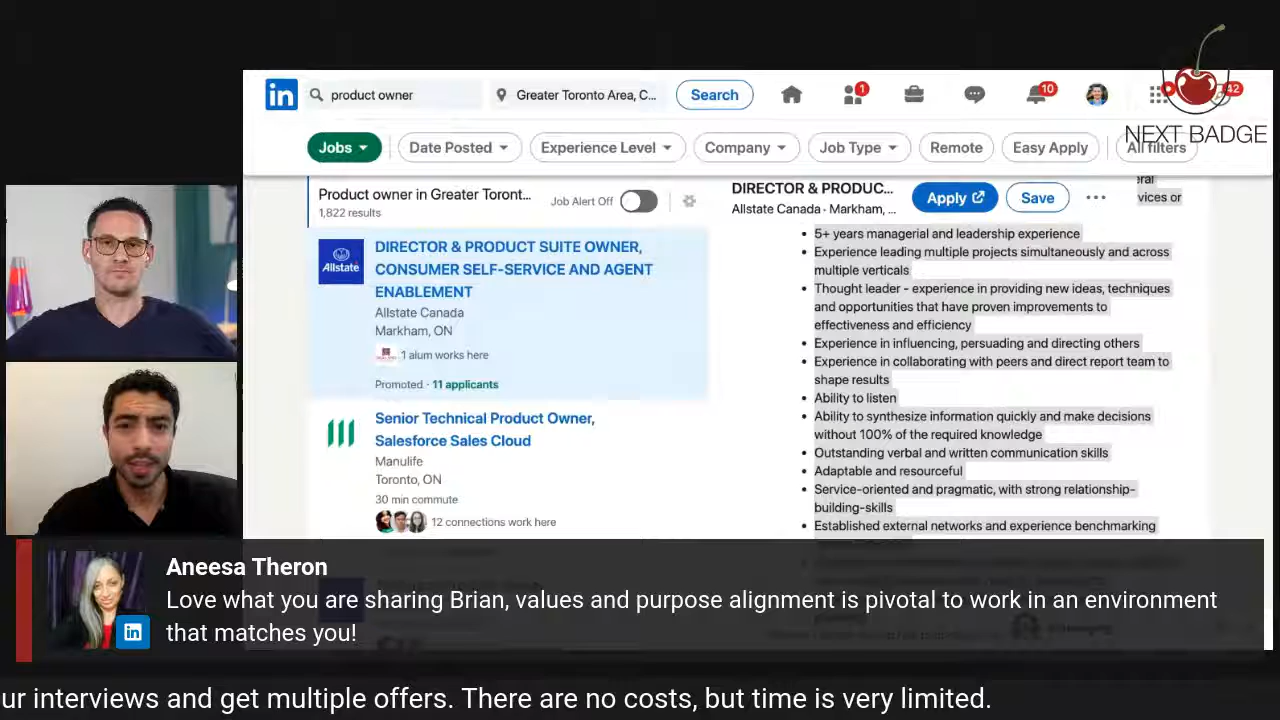 in
product owner
Greater Toronto Area, C...
Search
1
10
42
NEXT BADGE
Jobs
Date Posted
Experience Level
Company
Job Type
Remote
Easy Apply
All filters
Product owner in Greater Toront...
1,822 results
Job Alert Off
DIRECTOR & PRODUC...
Allstate Canada · Markham, ...
Apply
Save
vices or
Allstate
DIRECTOR & PRODUCT SUITE OWNER,
CONSUMER SELF-SERVICE AND AGENT
ENABLEMENT
Allstate Canada
Markham, ON
1 alum works here
Promoted · 11 applicants
Senior Technical Product Owner,
Salesforce Sales Cloud
Manulife
Toronto, ON
30 min commute
12 connections work here
• 5+ years managerial and leadership experience
• Experience leading multiple projects simultaneously and across
multiple verticals
• Thought leader - experience in providing new ideas, techniques
and opportunities that have proven improvements to
effectiveness and efficiency
• Experience in influencing, persuading and directing others
• Experience in collaborating with peers and direct report team to
shape results
• Ability to listen
• Ability to synthesize information quickly and make decisions
without 100% of the required knowledge
• Outstanding verbal and written communication skills
• Adaptable and resourceful
• Service-oriented and pragmatic, with strong relationship-
building-skills
• Established external networks and experience benchmarking
Aneesa Theron
Love what you are sharing Brian, values and purpose alignment is pivotal to work in an environment
that matches you!
in
ur interviews and get multiple offers. There are no costs, but time is very limited.